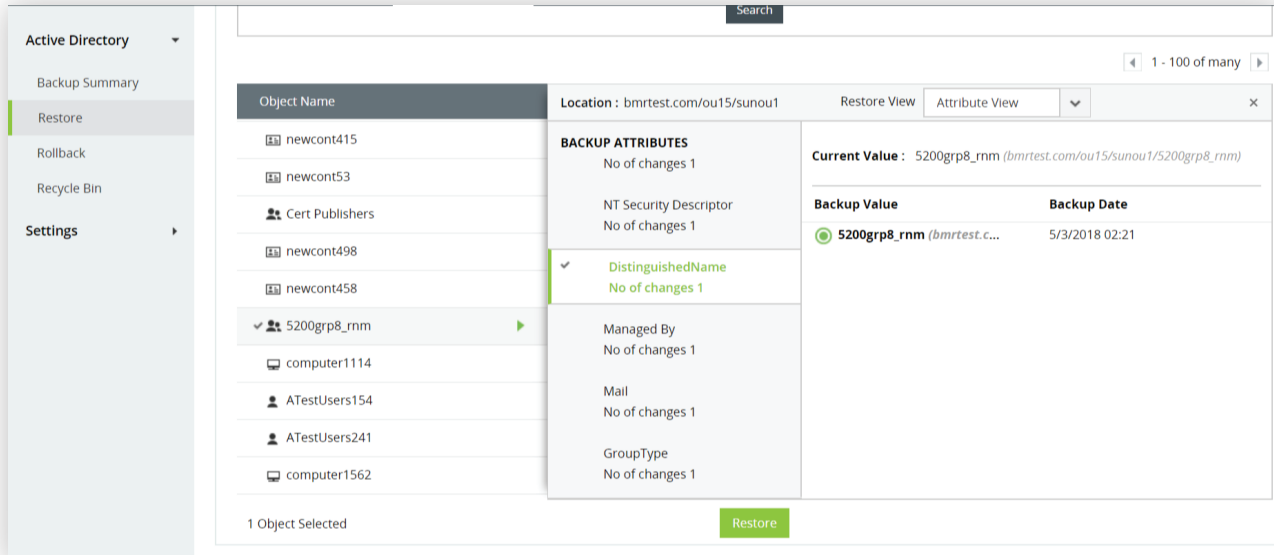 Search
Active Directory
Backup Summary
Restore
Rollback
Recycle Bin
Settings
1 - 100 of many
Object Name
newcont415
newcont53
Cert Publishers
newcont498
newcont458
5200grp8_rnm
computer1114
ATestUsers154
ATestUsers241
computer1562
1 Object Selected
Location : bmrtest.com/ou15/sunou1
Restore View
Attribute View
BACKUP ATTRIBUTES
No of changes 1
NT Security Descriptor
No of changes 1
DistinguishedName
No of changes 1
Managed By
No of changes 1
Mail
No of changes 1
GroupType
No of changes 1
Current Value : 5200grp8_rnm (bmrtest.com/ou15/sunou1/5200grp8_rnm)
Backup Value Backup Date
5200grp8_rnm (bmrtest.c... 5/3/2018 02:21
Restore